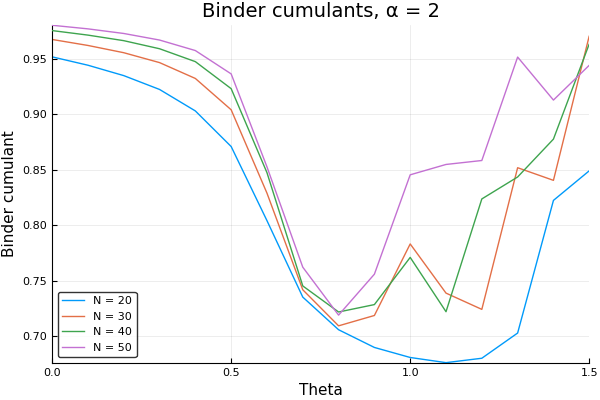 Binder cumulants, α = 2
Binder cumulant
0.95
0.90
0.85
0.80
0.75
0.70
N = 20
N = 30
N = 40
N = 50
0.0
0.5
1.0
1.5
Theta